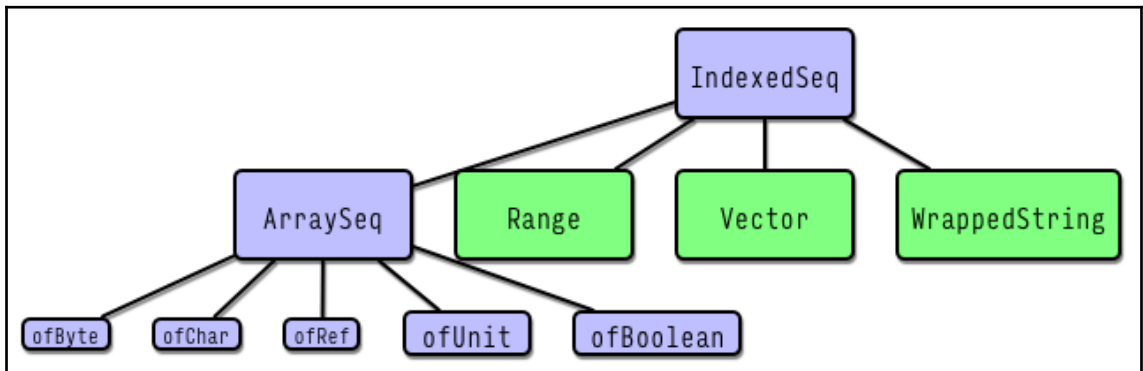 IndexedSeq
ArraySeq
Range
Vector
WrappedString
ofByte
ofChar
ofRef
ofUnit
ofBoolean